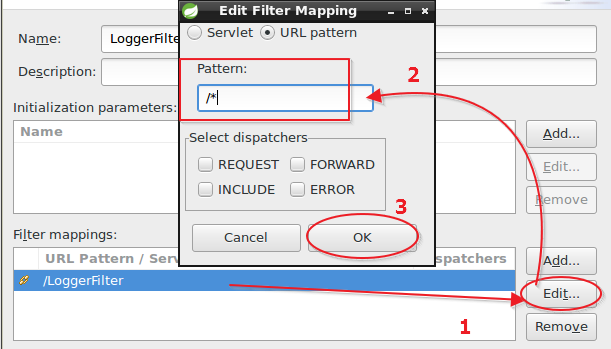 Edit Filter Mapping
Servlet URL pattern
Name: LoggerFilte
Pattern:
Description:
/*
2
Initialization parameters:
Name
Select dispatchers
Add...
REQUEST FORWARD
Edit...
INCLUDE ERROR
Remove
3
Cancel OK
Filter mappings:
URL Pattern / Serv spatchers
Add...
/LoggerFilter
Edit...
1
Remove